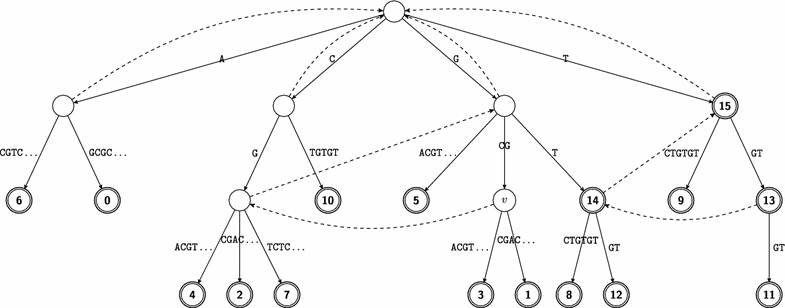 A C G T
15
CGTC... GCGC... G TGTGT ACGT... CG T CTGTGT GT
6 0 10 5 v 14 9 13
ACGT... CGAC... TCTC... ACGT... CGAC... CTGTGT GT GT
4 2 7 3 1 8 12 11